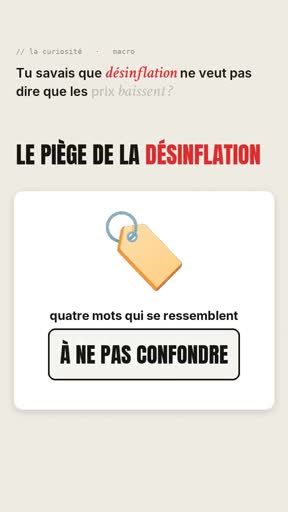 // la curiosité · macro
Tu savais que désinflation ne veut pas
dire que les prix baissent ?
LE PIÈGE DE LA DÉSINFLATION
quatre mots qui se ressemblent
À NE PAS CONFONDRE